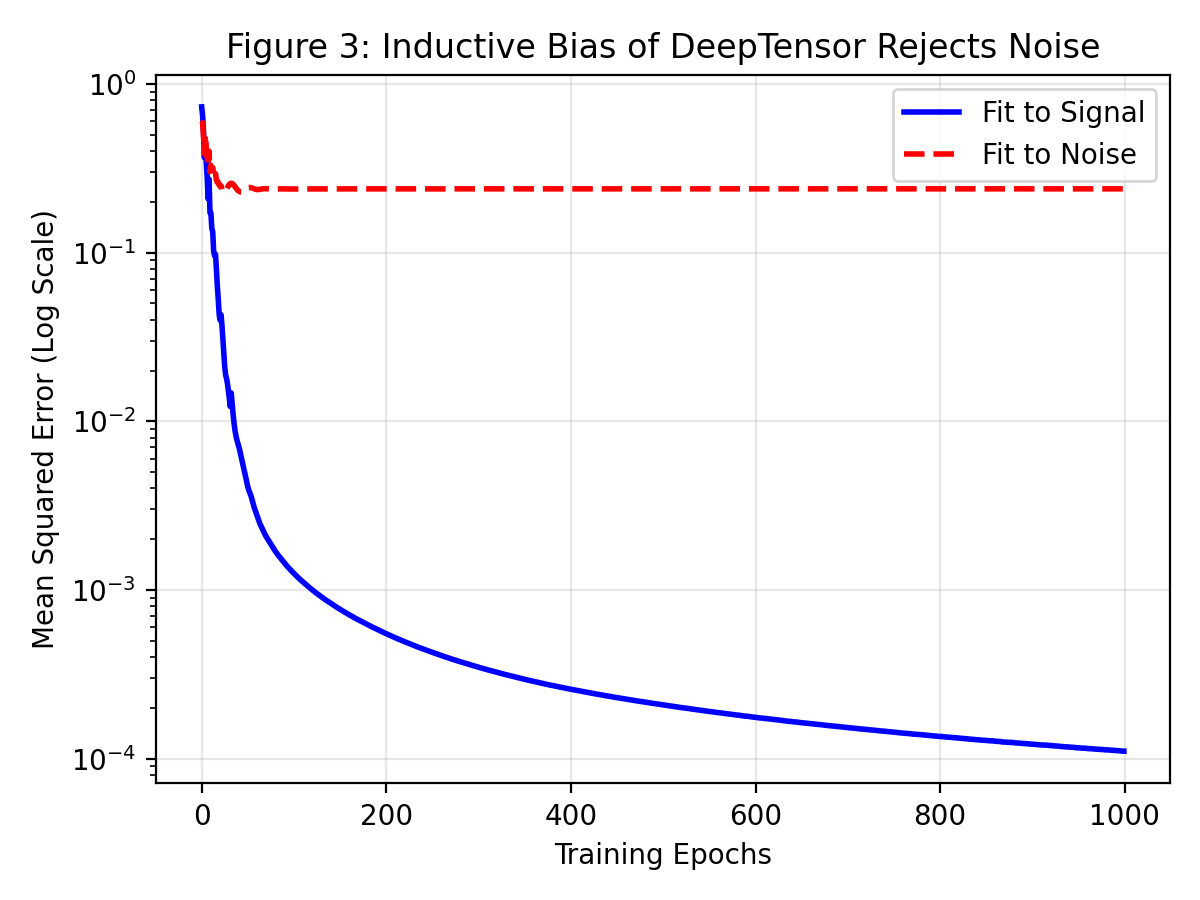 Figure 3: Inductive Bias of DeepTensor Rejects Noise
Mean Squared Error (Log Scale)
10⁰
10⁻¹
10⁻²
10⁻³
10⁻⁴
Fit to Signal
Fit to Noise
0 200 400 600 800 1000
Training Epochs